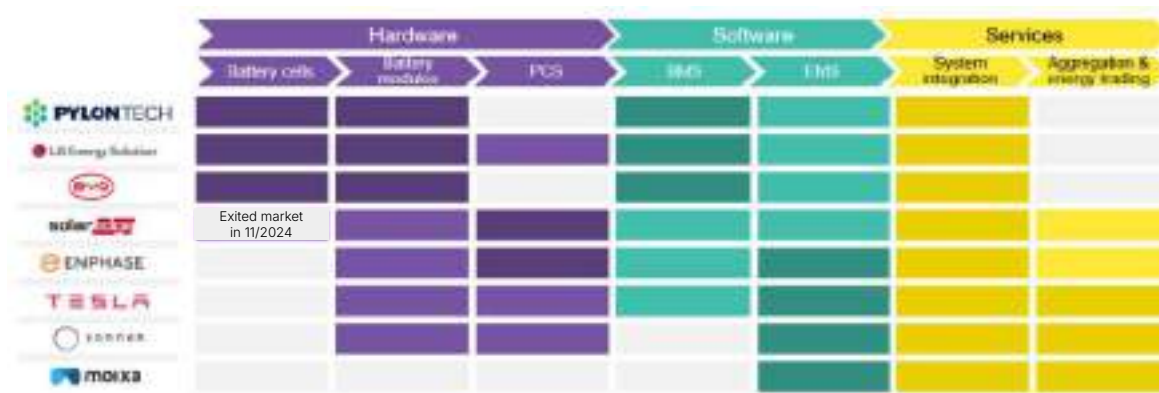 Hardware
Software
Services
Battery cells
Battery
modules
PCS
BMS
EMS
System
integration
Aggregation &
energy trading
PYLONTECH
LG Energy Solution
BYD
solaredge
Exited market
in 11/2024
ENPHASE
TESLA
sonnen
moixa